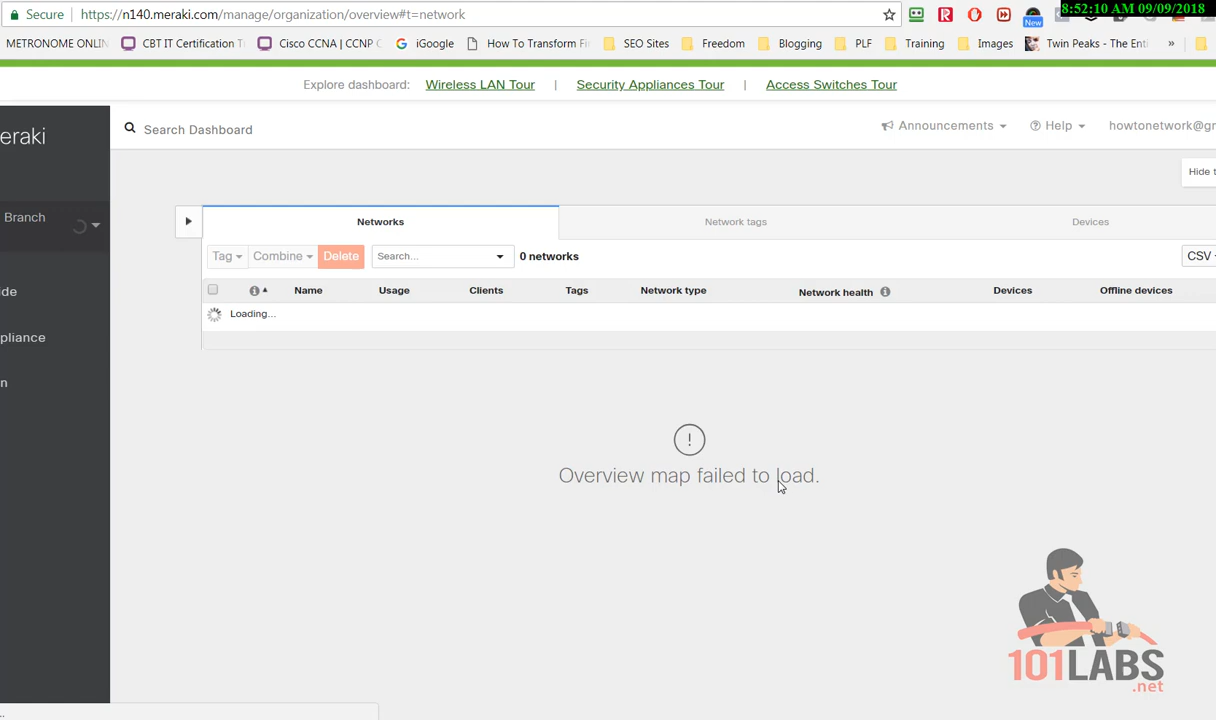 Secure https://n140.meraki.com/manage/organization/overview#t=network New 8:52:10 AM 09/09/2018
METRONOME ONLIN CBT IT Certification T Cisco CCNA | CCNP iGoogle How To Transform Fi SEO Sites Freedom Blogging PLF Training Images Twin Peaks - The Ent »
Explore dashboard: Wireless LAN Tour | Security Appliances Tour | Access Switches Tour
eraki
Search Dashboard Announcements Help howtonetwork@gr
Hide t
Branch
Networks Network tags Devices
Tag Combine Delete Search... 0 networks CSV
Name Usage Clients Tags Network type Network health Devices Offline devices
Loading...
ide
pliance
n
!
Overview map failed to load.
101LABS
.net
..